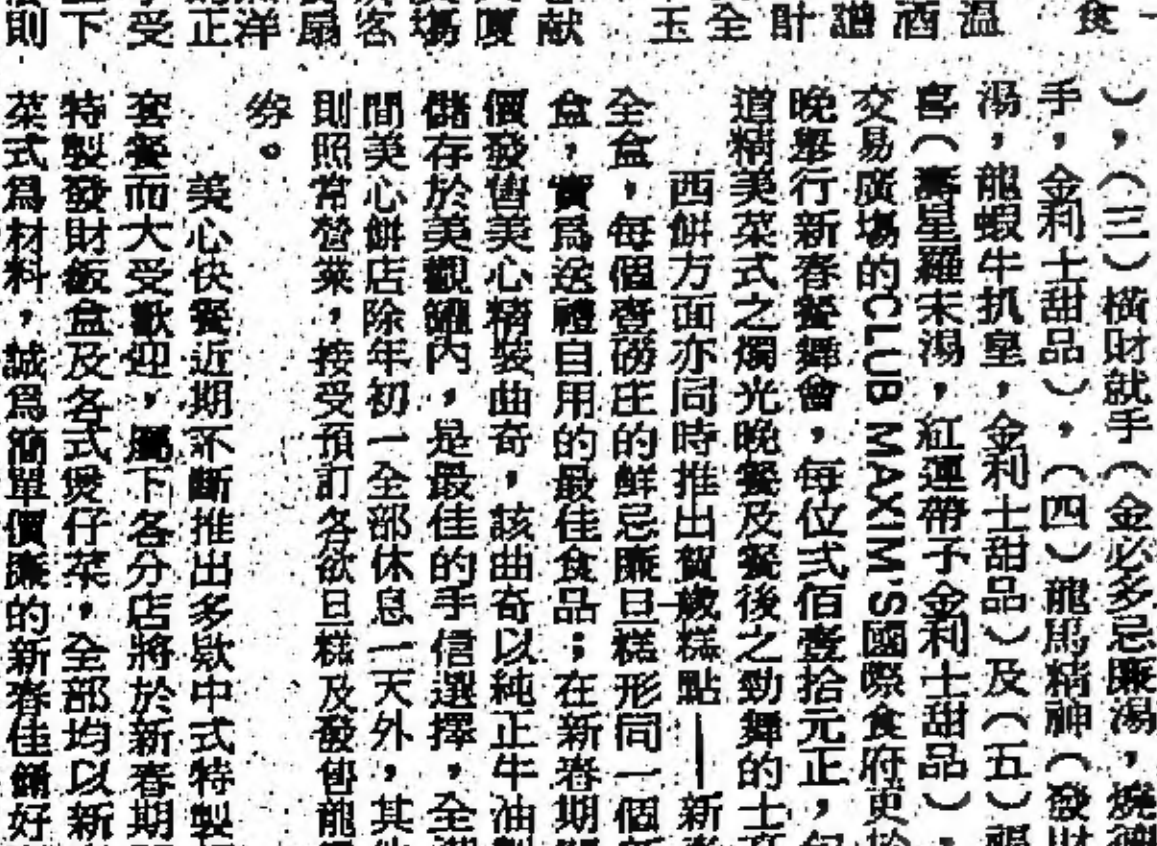 ），（三）橫財就手（金必多忌廉湯，燒
手，金利士甜品），（四）龍馬精神（發財
湯，龍蝦牛扒皇，金利士甜品）及（五）
宮（壽星羅宋湯，紅運帶子金利士甜品），
交易廣場的CLUB MAXIM'S國際食府更於
晚舉行新春餐舞會，每位弍佰壹拾元正，
道精美菜式之燭光晚餐及餐後之勁舞的士
西餅方面亦同時推出賀歲糕點——新
全盒，每個壹磅庄的鮮忌廉旦糕形同一個
盒，實爲送禮自用的最佳食品；在新春期
價發售美心精裝曲奇，該曲奇以純正牛油
儲存於美觀罐內，是最佳的手信選擇，全
間美心餅店除年初一全部休息一天外，其
則照常營業，接受預訂各欵旦糕及發售龍
券。
美心快餐近期不斷推出多欵中式特製
套餐而大受歡迎，屬下各分店將於新春期
特製發財飯盒及各式煲仔菜，全部均以新
菜式爲材料，誠爲簡單價廉的新春佳餚好